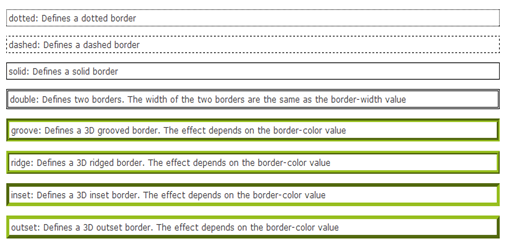 dotted: Defines a dotted border
dashed: Defines a dashed border
solid: Defines a solid border
double: Defines two borders. The width of the two borders are the same as the border-width value
groove: Defines a 3D grooved border. The effect depends on the border-color value
ridge: Defines a 3D ridged border. The effect depends on the border-color value
inset: Defines a 3D inset border. The effect depends on the border-color value
outset: Defines a 3D outset border. The effect depends on the border-color value